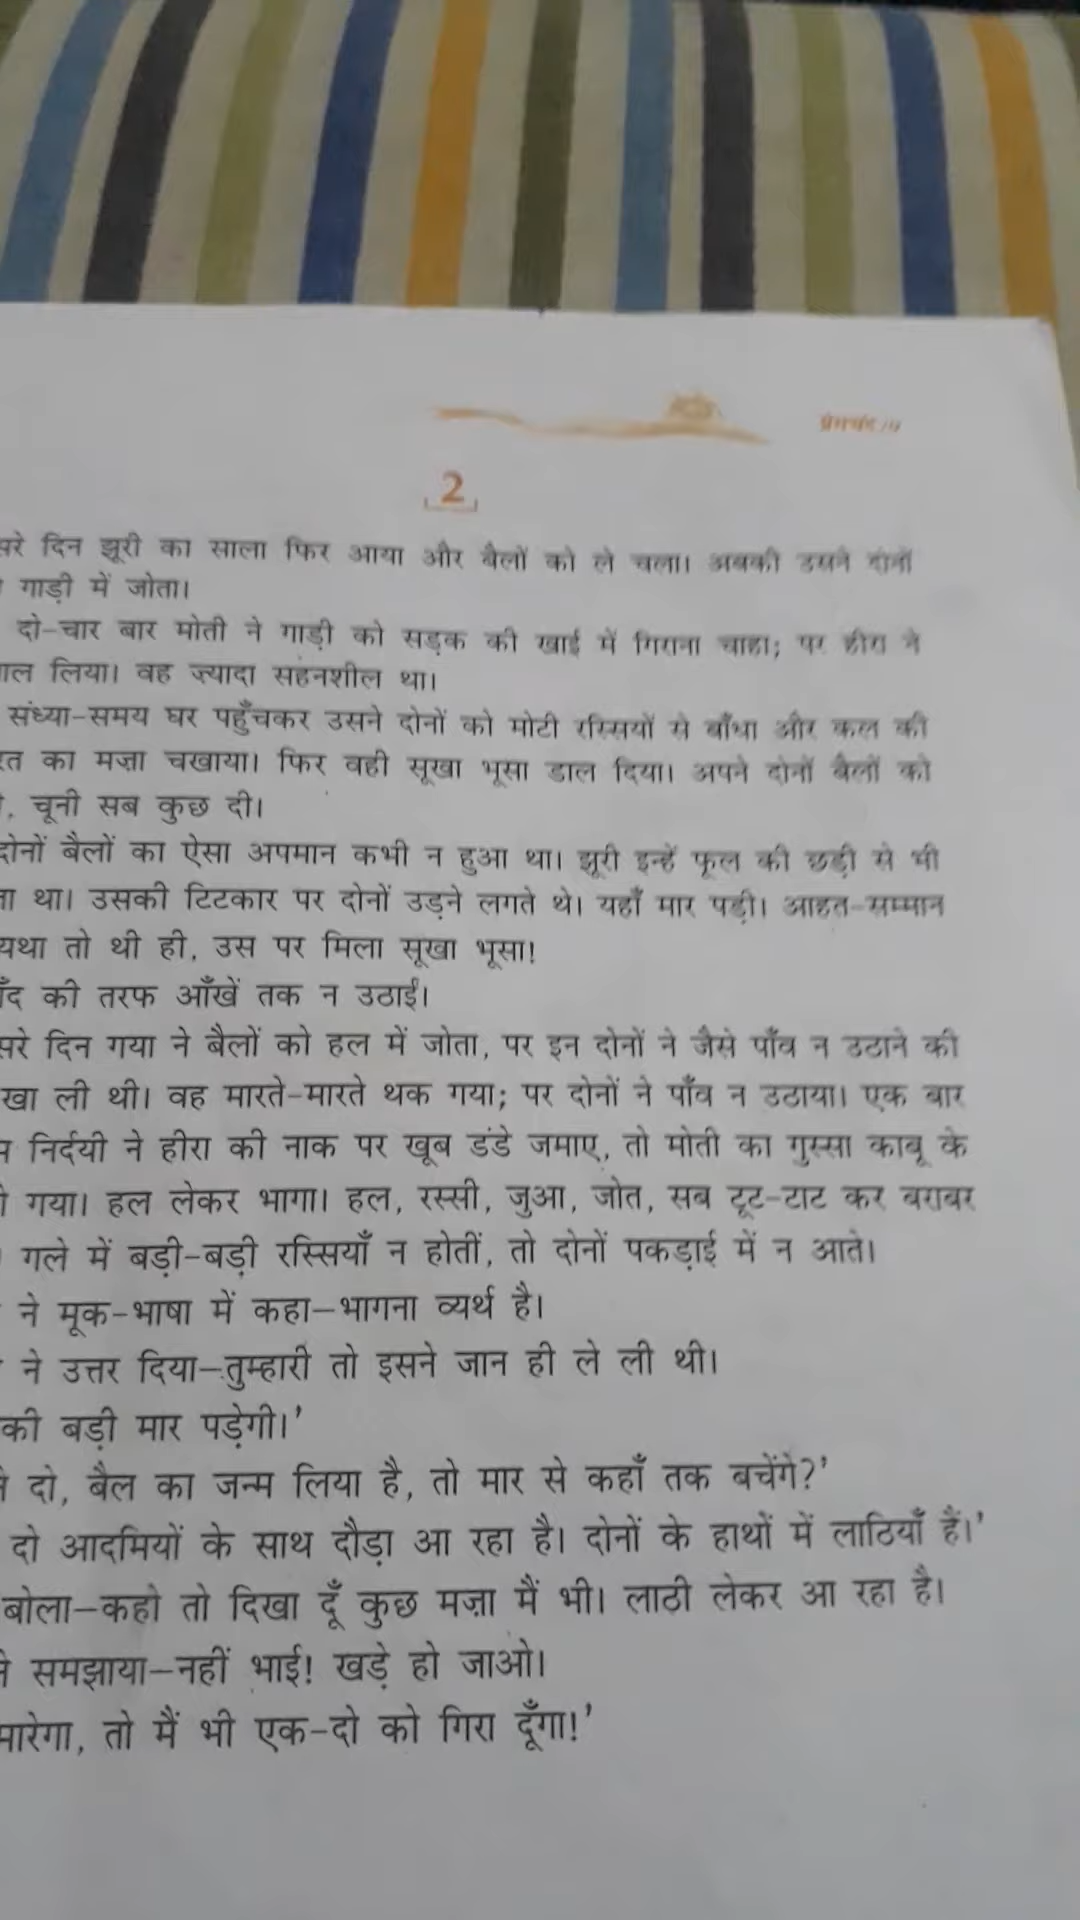 प्रेमचंद/
2
सरे दिन झूरी का साला फिर आया और बैलों को ले चला। अबकी उसने दोनों
गाड़ी में जोता।
दो-चार बार मोती ने गाड़ी को सड़क की खाई में गिराना चाहा; पर हीरा ने
ाल लिया। वह ज्यादा सहनशील था।
संध्या-समय घर पहुँचकर उसने दोनों को मोटी रस्सियों से बाँधा और कल की
रत का मज़ा चखाया। फिर वही सूखा भूसा डाल दिया। अपने दोनों बैलों को
, चूनी सब कुछ दी।
दोनों बैलों का ऐसा अपमान कभी न हुआ था। झूरी इन्हें फूल की छड़ी से भी
ता था। उसकी टिटकार पर दोनों उड़ने लगते थे। यहाँ मार पड़ी। आहत-सम्मान
यथा तो थी ही, उस पर मिला सूखा भूसा!
ाँद की तरफ आँखें तक न उठाईं।
सरे दिन गया ने बैलों को हल में जोता, पर इन दोनों ने जैसे पाँव न उठाने की
खा ली थी। वह मारते-मारते थक गया; पर दोनों ने पाँव न उठाया। एक बार
निर्दयी ने हीरा की नाक पर खूब डंडे जमाए, तो मोती का गुस्सा काबू के
गया। हल लेकर भागा। हल, रस्सी, जुआ, जोत, सब टूट-टाट कर बराबर
गले में बड़ी-बड़ी रस्सियाँ न होतीं, तो दोनों पकड़ाई में न आते।
ने मूक-भाषा में कहा—भागना व्यर्थ है।
ने उत्तर दिया—तुम्हारी तो इसने जान ही ले ली थी।
की बड़ी मार पड़ेगी।’
दो, बैल का जन्म लिया है, तो मार से कहाँ तक बचेंगे?’
दो आदमियों के साथ दौड़ा आ रहा है। दोनों के हाथों में लाठियाँ हैं।’
बोला—कहो तो दिखा दूँ कुछ मज़ा मैं भी। लाठी लेकर आ रहा है।
ने समझाया—नहीं भाई! खड़े हो जाओ।
मारेगा, तो मैं भी एक-दो को गिरा दूँगा!’